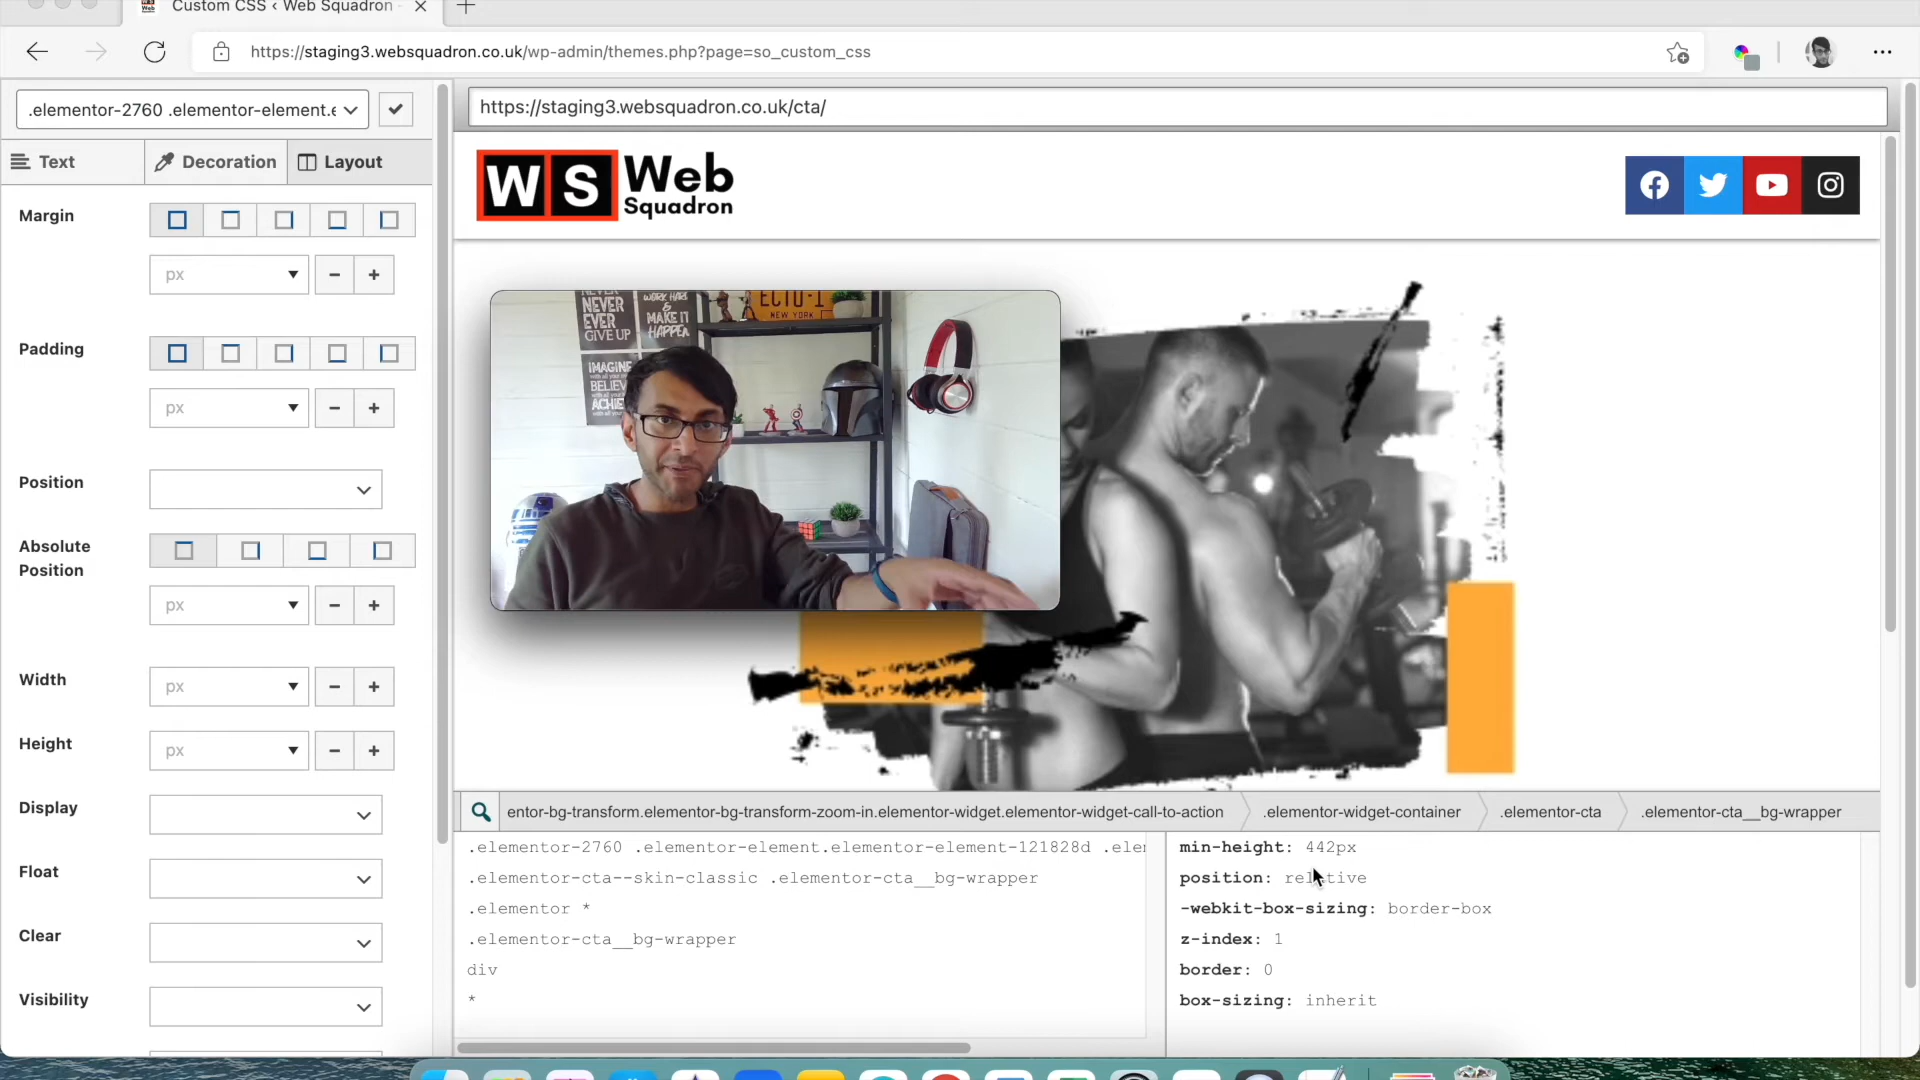 Custom CSS ‹ Web Squadron -
https://staging3.websquadron.co.uk/wp-admin/themes.php?page=so_custom_css
.elementor-2760 .elementor-element.e
https://staging3.websquadron.co.uk/cta/
Text
Decoration
Layout
WS Web
Squadron
Margin
px
Padding
px
Position
Absolute
Position
px
Width
px
Height
px
Display
Float
Clear
Visibility
NEVER
NEVER
EVER
GIVE UP
WORK HARD
&
MAKE IT
HAPPEN
ECTO-1
NEW YORK
IMAGINE
BELIEV
ACHIE
entor-bg-transform.elementor-bg-transform-zoom-in.elementor-widget.elementor-widget-call-to-action
.elementor-widget-container
.elementor-cta
.elementor-cta__bg-wrapper
.elementor-2760 .elementor-element.elementor-element-121828d .eler
.elementor-cta--skin-classic .elementor-cta__bg-wrapper
.elementor *
.elementor-cta__bg-wrapper
div
*
min-height: 442px
position: relative
-webkit-box-sizing: border-box
z-index: 1
border: 0
box-sizing: inherit